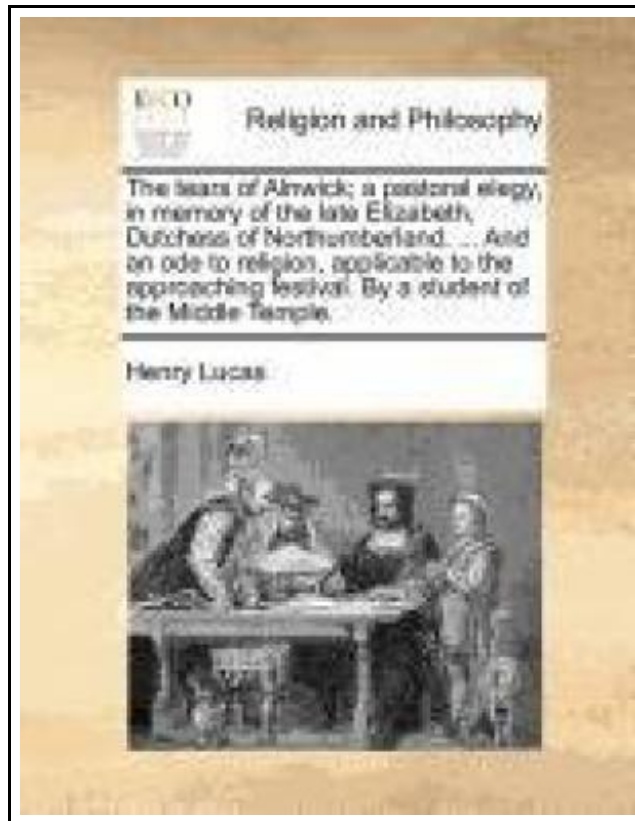 ECCO
Religion and Philosophy
The tears of Alnwick; a pastoral elegy,
in memory of the late Elizabeth,
Dutchess of Northumberland. ... And
an ode to religion, applicable to the
approaching festival. By a student of
the Middle Temple.
Henry Lucas